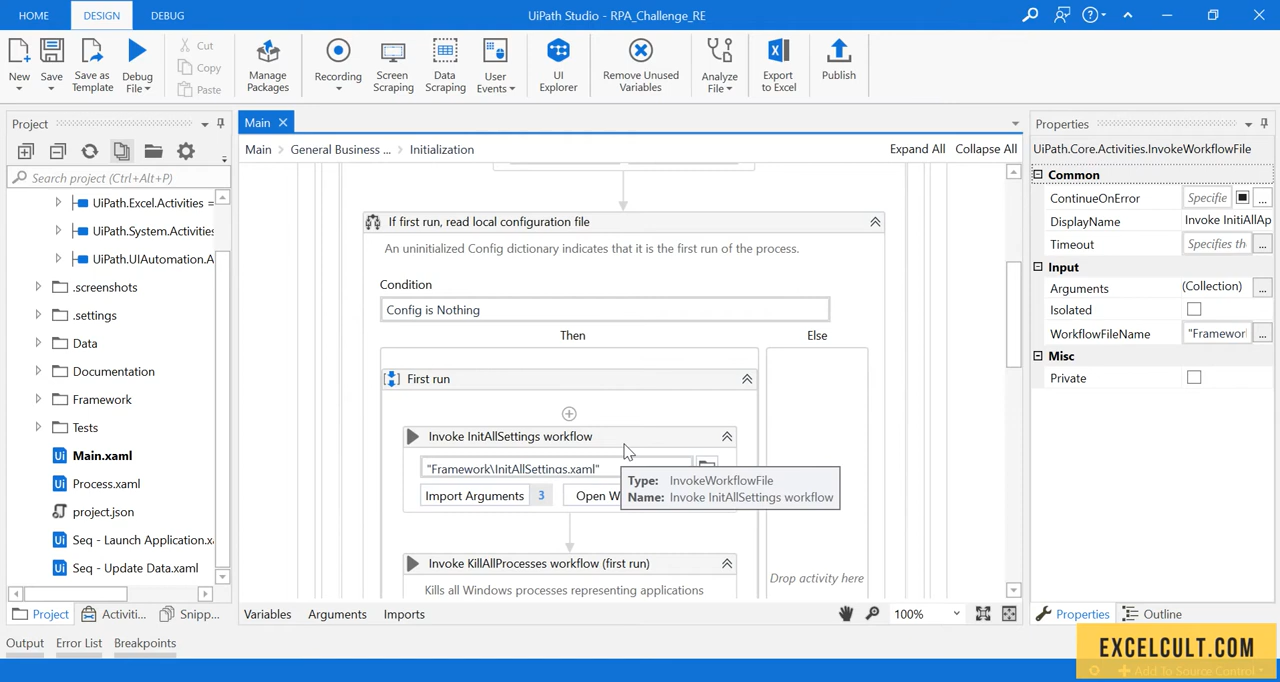 HOME DESIGN DEBUG UiPath Studio - RPA_Challenge_RE
New Save Save as Template Debug File Cut Copy Paste Manage Packages Recording Screen Scraping Data Scraping User Events UI Explorer Remove Unused Variables Analyze File Export to Excel Publish
Project
Search project (Ctrl+Alt+P)
UiPath.Excel.Activities =
UiPath.System.Activities
UiPath.UIAutomation.A
.screenshots
.settings
Data
Documentation
Framework
Tests
Main.xaml
Process.xaml
project.json
Seq - Launch Application.x
Seq - Update Data.xaml
Project Activiti... Snipp...
Main
Main General Business ... Initialization Expand All Collapse All
If first run, read local configuration file
An uninitialized Config dictionary indicates that it is the first run of the process.
Condition
Config is Nothing
Then Else
First run
Invoke InitAllSettings workflow
"Framework\InitAllSettings.xaml"
Import Arguments 3 Open W
Type: InvokeWorkflowFile
Name: Invoke InitAllSettings workflow
Invoke KillAllProcesses workflow (first run)
Kills all Windows processes representing applications
Drop activity here
Variables Arguments Imports 100%
Properties
UiPath.Core.Activities.InvokeWorkflowFile
Common
ContinueOnError Specifie ...
DisplayName Invoke InitiAllAp
Timeout Specifies th ...
Input
Arguments (Collection) ...
Isolated
WorkflowFileName "Framework ...
Misc
Private
Properties Outline
Output Error List Breakpoints
EXCELCULT.COM
Add to Source Control